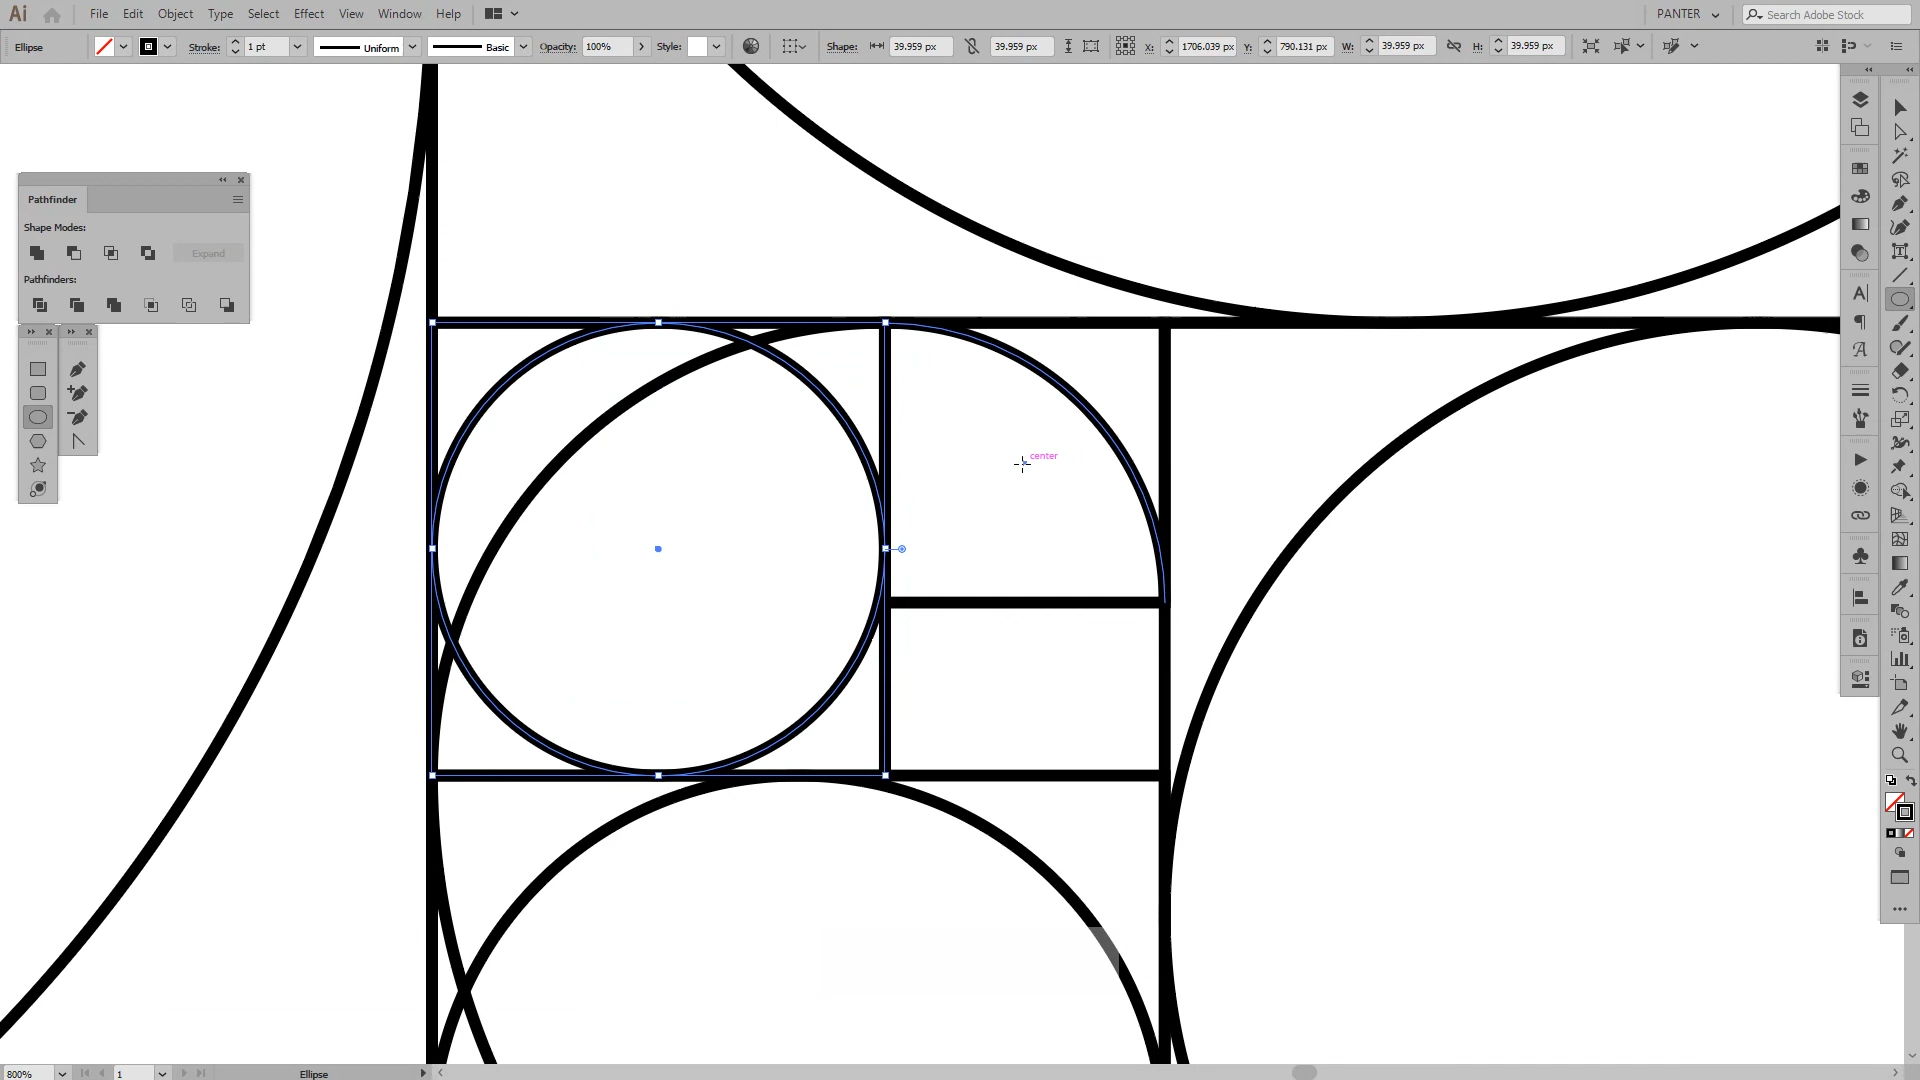 Ai File Edit Object Type Select Effect View Window Help PANTER Search Adobe Stock
Ellipse Stroke: 1 pt Uniform Basic Opacity: 100% Style: Shape: 39.959 px 39.959 px X: 1706.039 px Y: 790.131 px W: 39.959 px H: 39.959 px
Pathfinder
Shape Modes:
Expand
Pathfinders:
center
800% 1 Ellipse